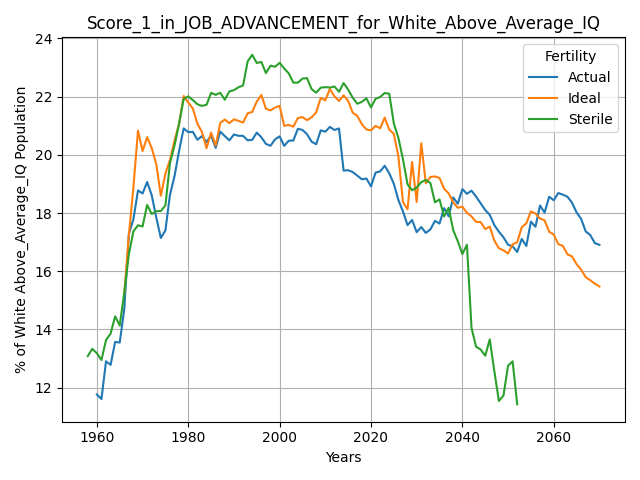 Score_1_in_JOB_ADVANCEMENT_for_White_Above_Average_IQ
% of White Above_Average_IQ Population
24
22
20
18
16
14
12
Fertility
Actual
Ideal
Sterile
1960 1980 2000 2020 2040 2060
Years